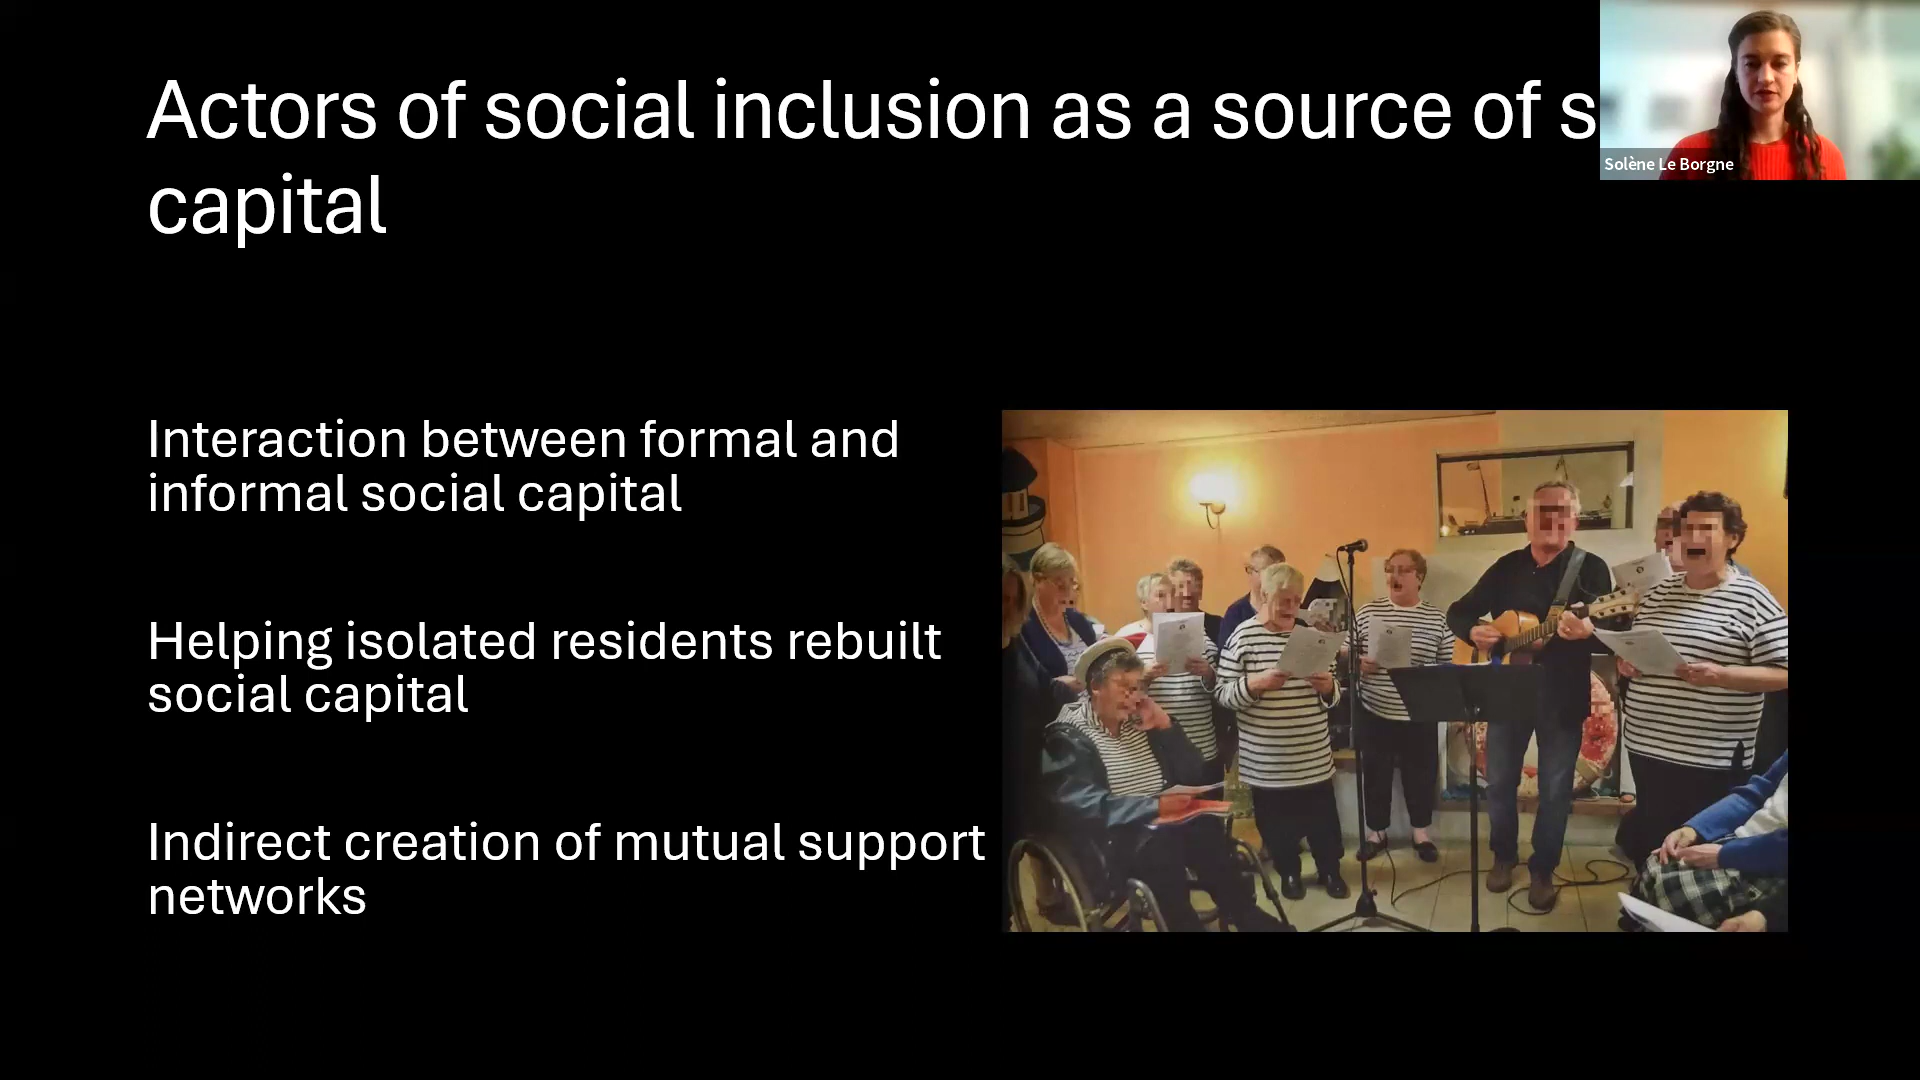 Actors of social inclusion as a source of s
capital
Solène Le Borgne
Interaction between formal and
informal social capital
Helping isolated residents rebuilt
social capital
Indirect creation of mutual support
networks